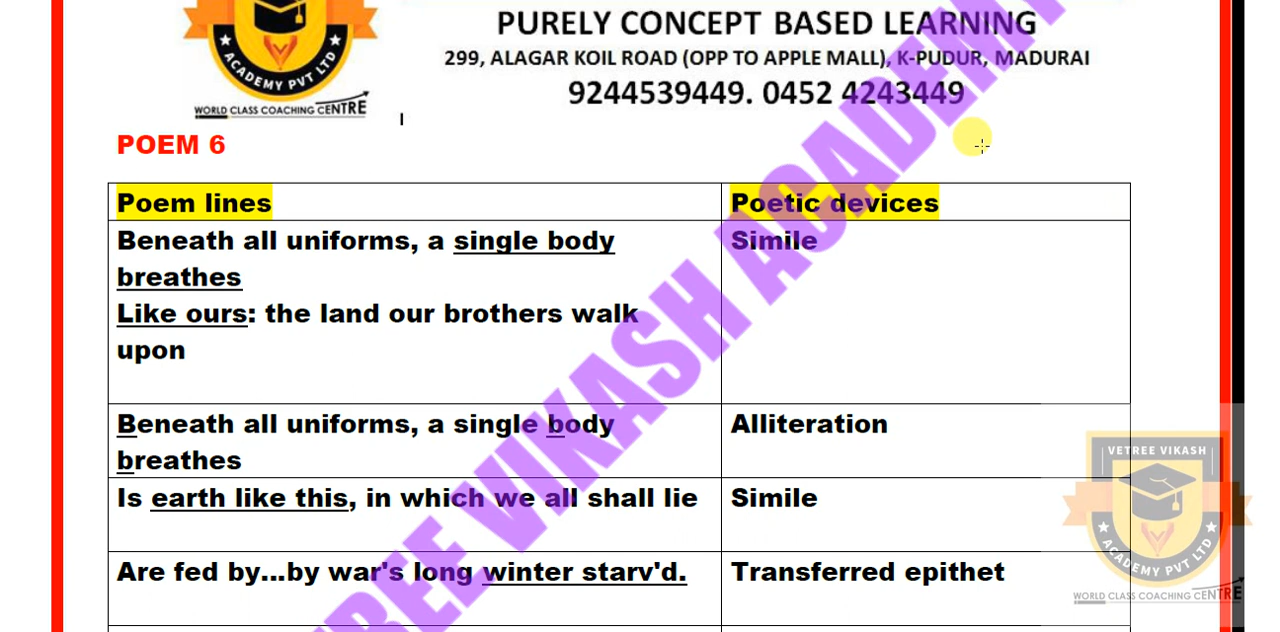 PURELY CONCEPT BASED LEARNING
299, ALAGAR KOIL ROAD (OPP TO APPLE MALL), K-PUDUR, MADURAI
9244539449. 0452 4243449
ACADEMY PVT LTD
WORLD CLASS COACHING CENTRE
POEM 6
Poem lines
Poetic devices
Beneath all uniforms, a single body
breathes
Like ours: the land our brothers walk
upon
Simile
Beneath all uniforms, a single body
breathes
Alliteration
Is earth like this, in which we all shall lie
Simile
Are fed by...by war's long winter starv'd.
Transferred epithet
TREE VIKASH ACADEMY
VETREE VIKASH
ACADEMY PVT LTD
WORLD CLASS COACHING CENTRE